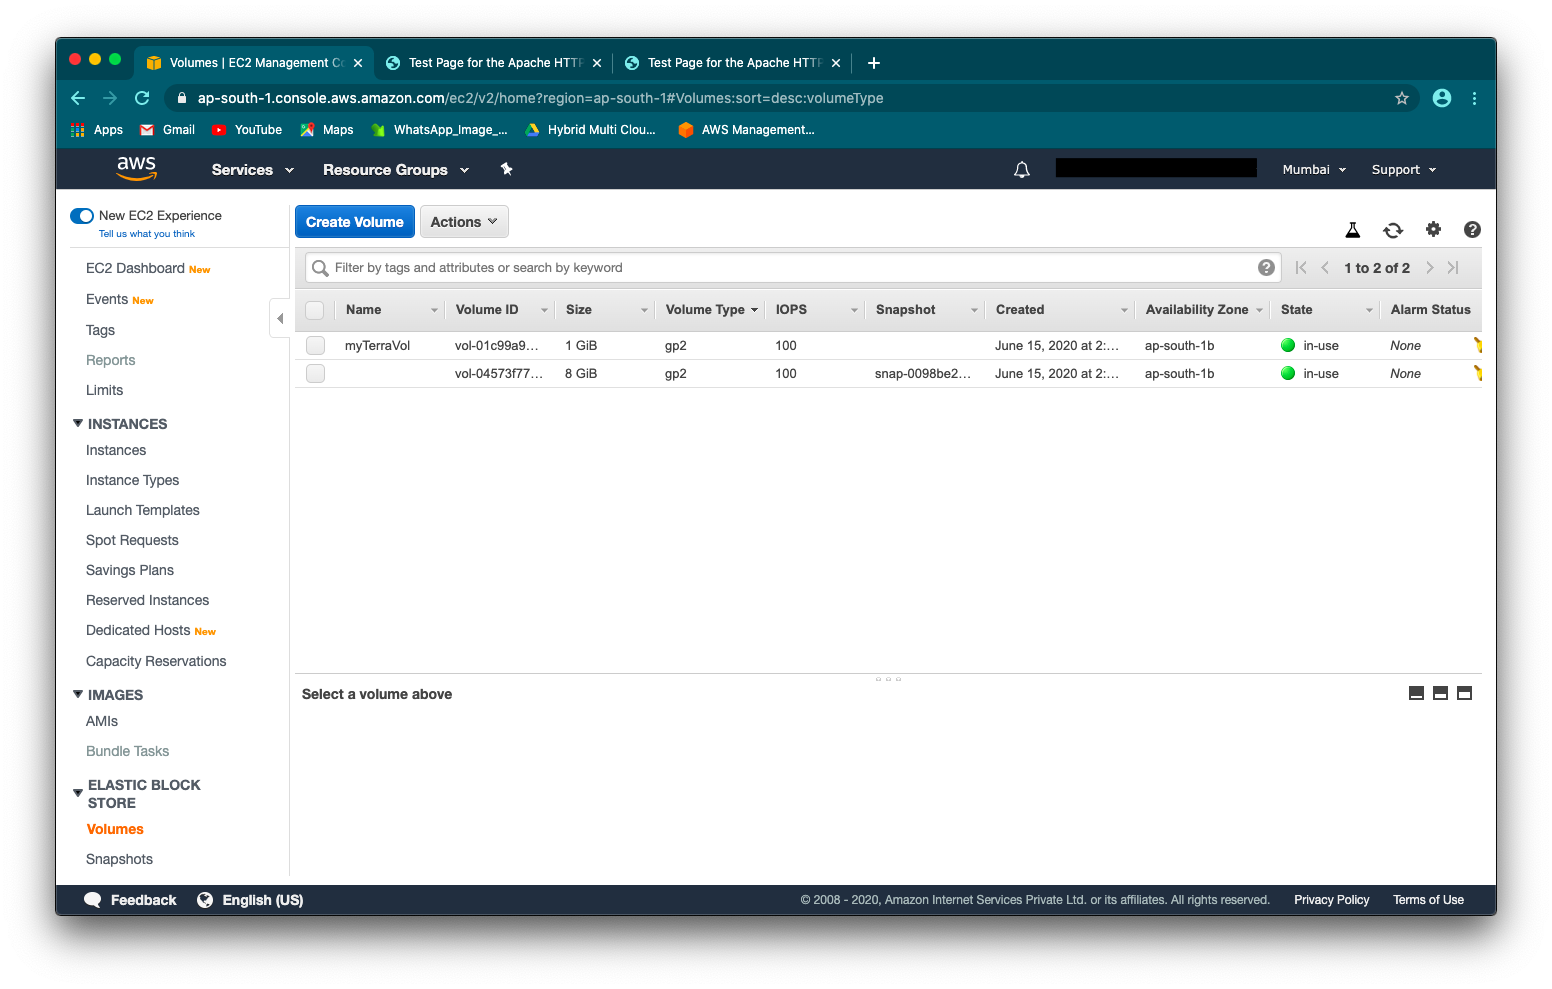 Volumes | EC2 Management Co
Test Page for the Apache HTTP
Test Page for the Apache HTTP
ap-south-1.console.aws.amazon.com/ec2/v2/home?region=ap-south-1#Volumes:sort=desc:volumeType
Apps Gmail YouTube Maps WhatsApp_Image_... Hybrid Multi Clou... AWS Management...
aws Services Resource Groups Mumbai Support
New EC2 Experience
Tell us what you think
EC2 Dashboard New
Events New
Tags
Reports
Limits
INSTANCES
Instances
Instance Types
Launch Templates
Spot Requests
Savings Plans
Reserved Instances
Dedicated Hosts New
Capacity Reservations
IMAGES
AMIs
Bundle Tasks
ELASTIC BLOCK
STORE
Volumes
Snapshots
Create Volume Actions
Filter by tags and attributes or search by keyword 1 to 2 of 2
Name Volume ID Size Volume Type IOPS Snapshot Created Availability Zone State Alarm Status
myTerraVol vol-01c99a9... 1 GiB gp2 100 June 15, 2020 at 2:... ap-south-1b in-use None
vol-04573f77... 8 GiB gp2 100 snap-0098be2... June 15, 2020 at 2:... ap-south-1b in-use None
Select a volume above
Feedback English (US) © 2008 - 2020, Amazon Internet Services Private Ltd. or its affiliates. All rights reserved. Privacy Policy Terms of Use